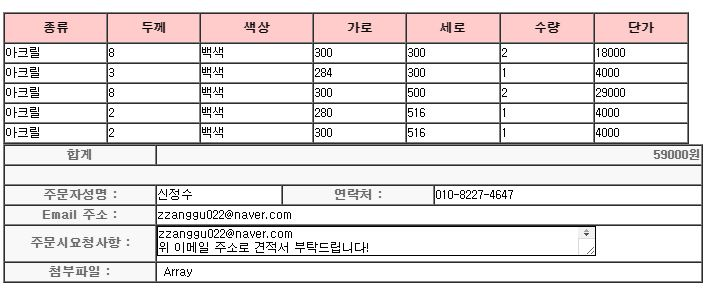 종류 두께 색상 가로 세로 수량 단가
아크릴 8 백색 300 300 2 18000
아크릴 3 백색 284 300 1 4000
아크릴 8 백색 300 500 2 29000
아크릴 2 백색 280 516 1 4000
아크릴 2 백색 300 516 1 4000
합계 59000원
주문자성명 : 신정수 연락처 : 010-8227-4647
Email 주소 : zzanggu022@naver.com
주문시요청사항 : zzanggu022@naver.com
위 이메일 주소로 견적서 부탁드립니다!
첨부파일 : Array